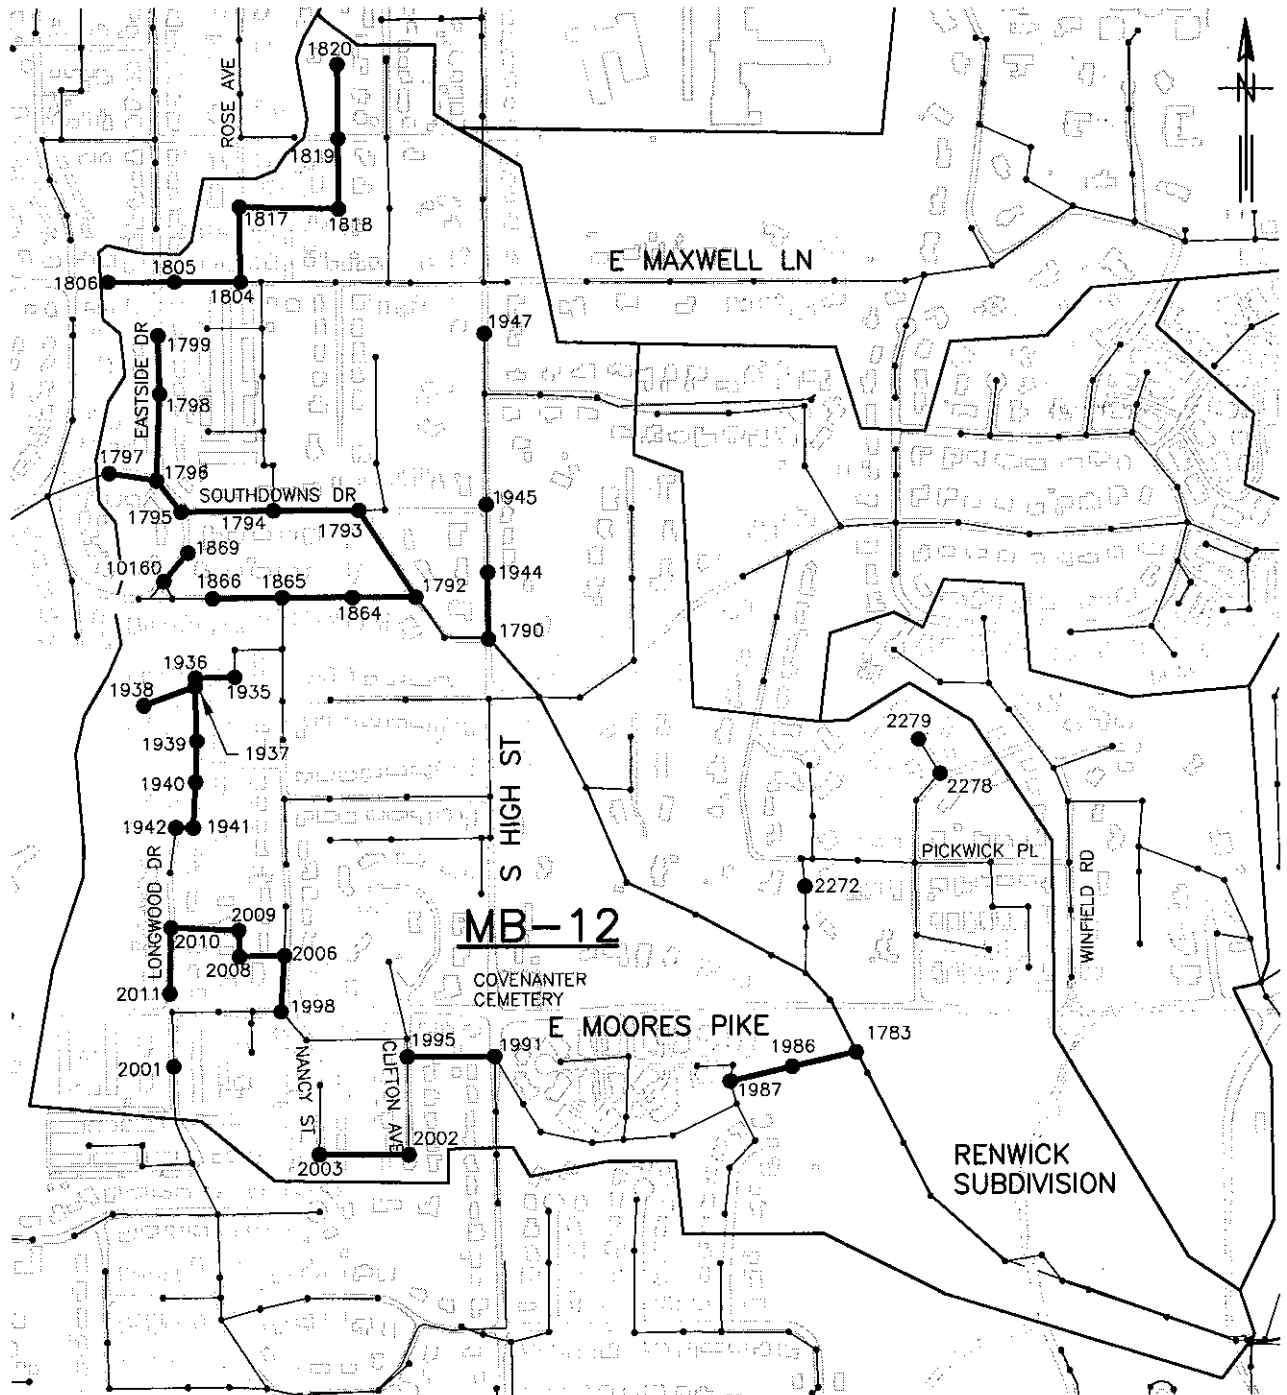 1820
ROSE AVE
N
1819
1817
1818
E MAXWELL LN
1805
1806
1804
1947
EASTSIDE DR
1799
1798
1797
1796
SOUTHDOWNS DR
1945
1795
1794
1793
1869
10160
1944
1866
1865
1792
1864
1790
1936
1938
1935
1939
1937
2279
1940
S HIGH ST
2278
1942
1941
PICKWICK PL
LONGWOOD DR
2272
WINFIELD RD
2009
MB-12
2010
2008
2006
2011
COVENANTER
CEMETERY
1998
E MOORES PIKE
1995
1991
1783
2001
NANCY ST.
CLIFTON AVE
1986
1987
2002
2003
RENWICK
SUBDIVISION